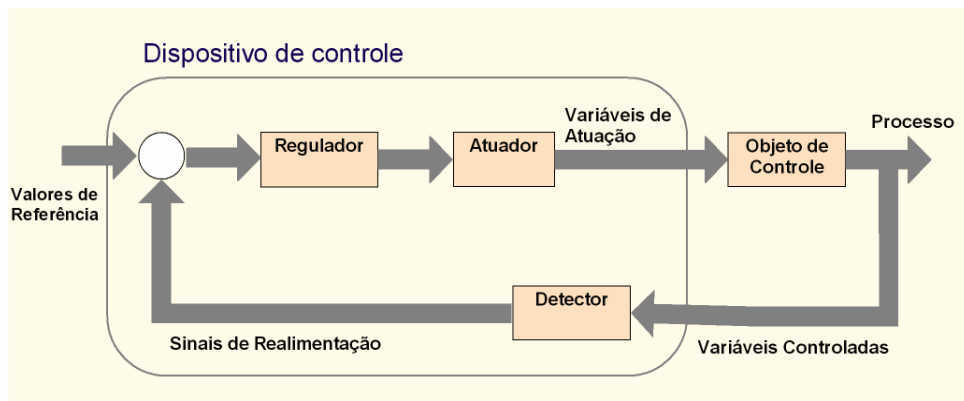 Dispositivo de controle
Variáveis de
Atuação
Processo
Regulador
Atuador
Objeto de
Controle
Valores de
Referência
Detector
Sinais de Realimentação
Variáveis Controladas